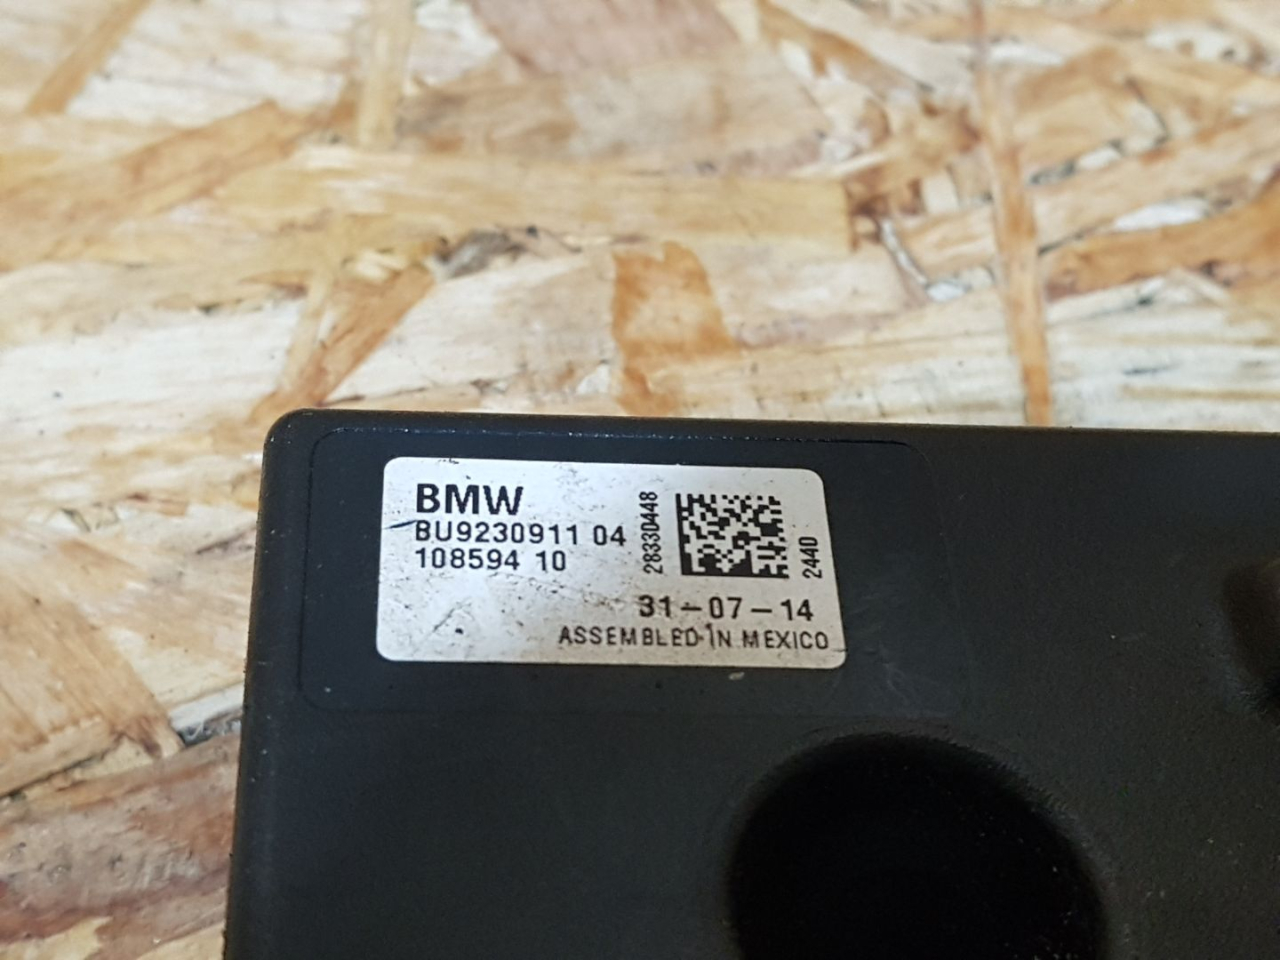 BMW
BU9230911 04
108594 10
28330448
2440
31-07-14
ASSEMBLED IN MEXICO